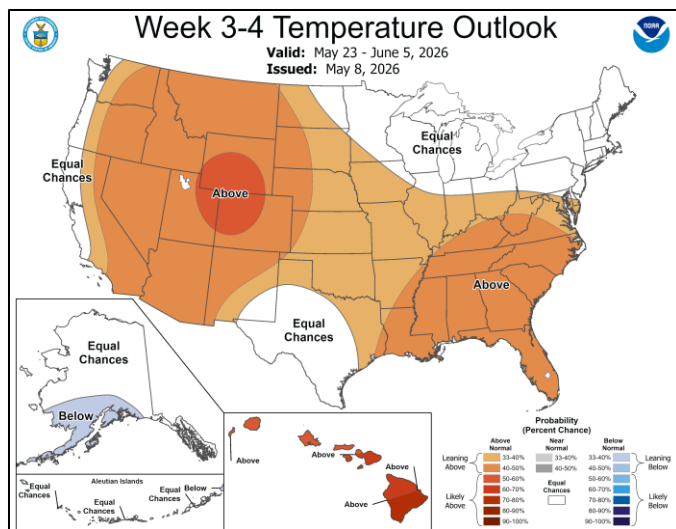 Week 3-4 Temperature Outlook
Valid: May 23 - June 5, 2026
Issued: May 8, 2026
NOAA
Equal
Chances
Equal
Chances
Above
Above
Equal
Chances
Equal
Chances
Below
Aleutian Islands
Equal
Chances
Equal
Chances
Equal
Chances
Below
Above
Above
Above
Above
Probability
(Percent Chance)
Above
Normal
Near
Normal
Below
Normal
Leaning
Above
33-40%
40-50%
33-40%
40-50%
33-40%
40-50%
Leaning
Below
Likely
Above
50-60%
60-70%
70-80%
80-90%
90-100%
Equal
Chances
50-60%
60-70%
70-80%
80-90%
90-100%
Likely
Below